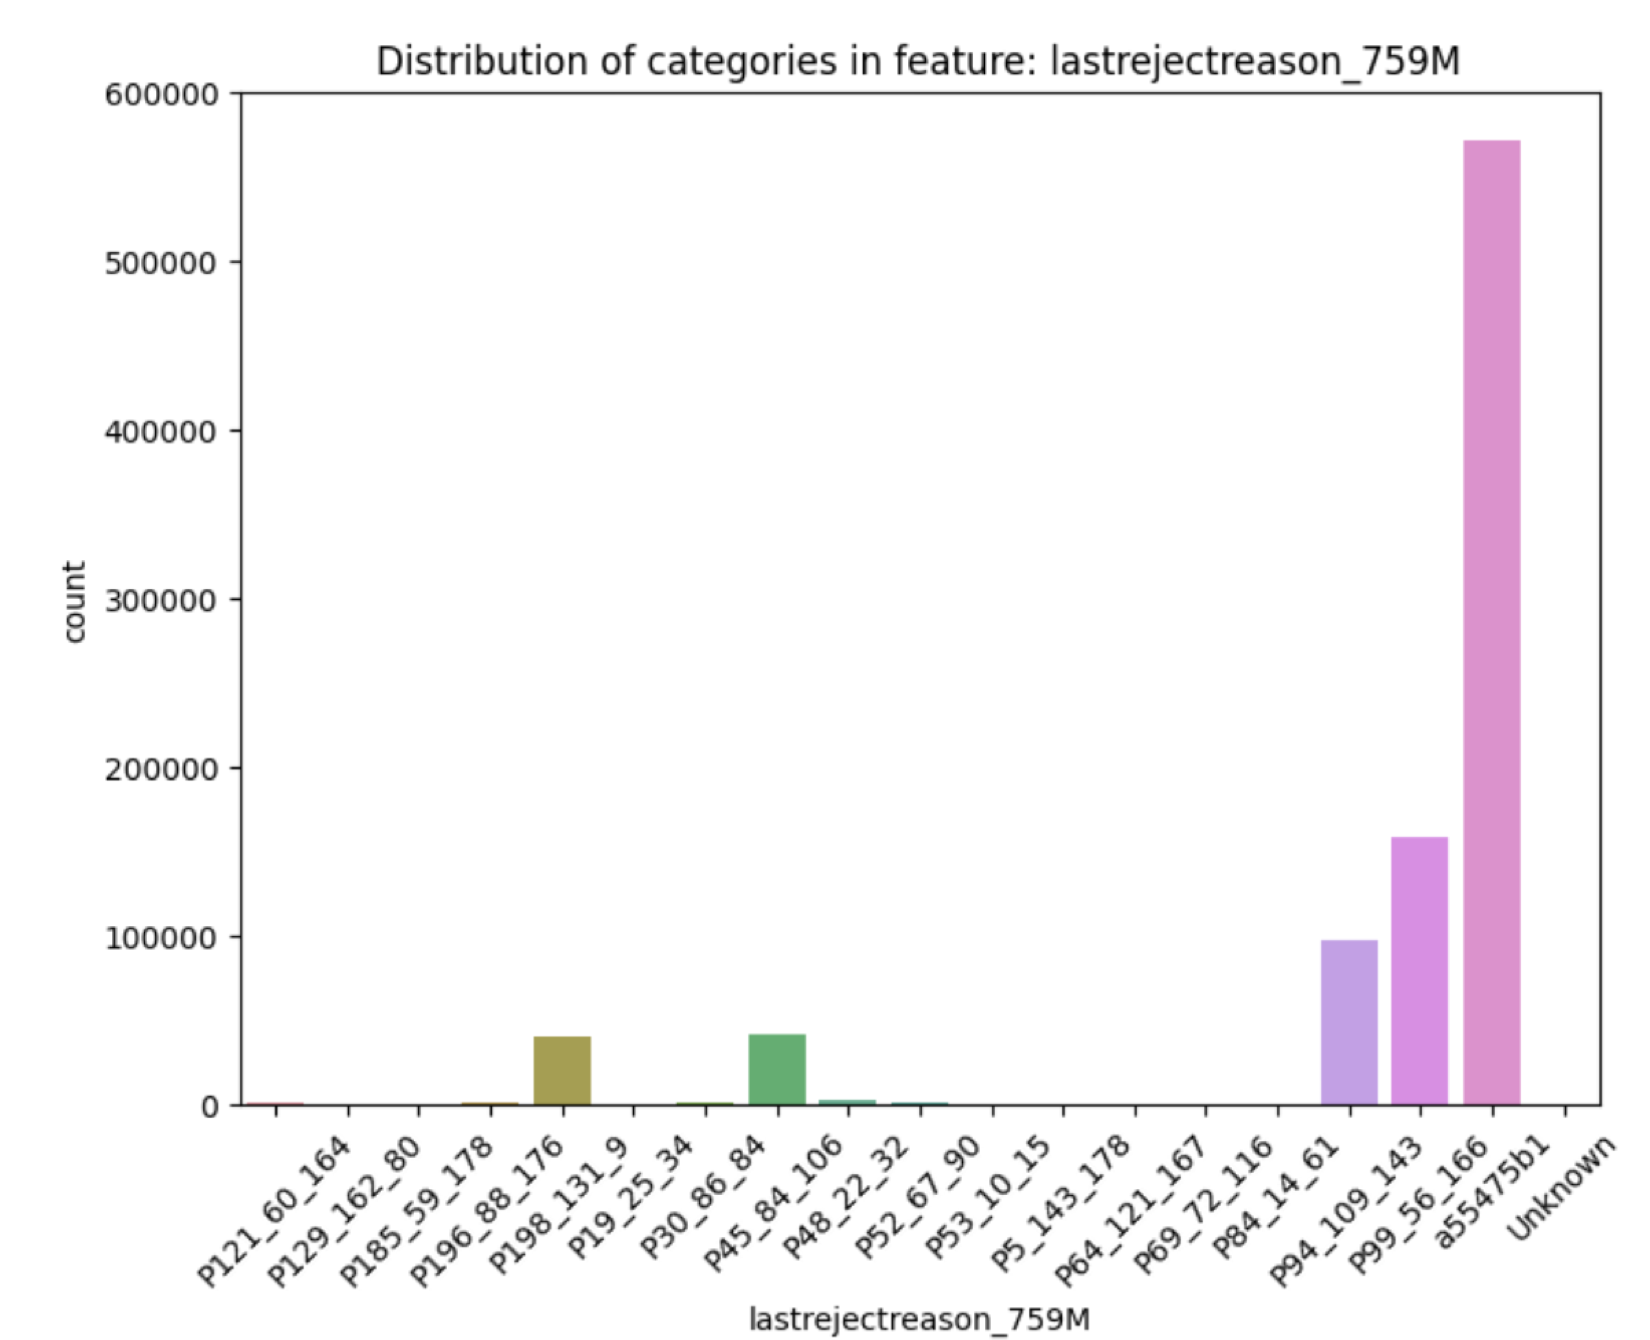 Distribution of categories in feature: lastrejectreason_759M
600000
500000
400000
300000
200000
100000
0
count
P121_60_164
P129_162_80
P185_59_178
P196_88_176
P198_131_9
P19_25_34
P30_86_84
P45_84_106
P48_22_32
P52_67_90
P53_10_15
P5_143_178
P64_121_167
P69_72_116
P84_14_61
P94_109_143
P99_56_166
a55475b1
Unknown
lastrejectreason_759M